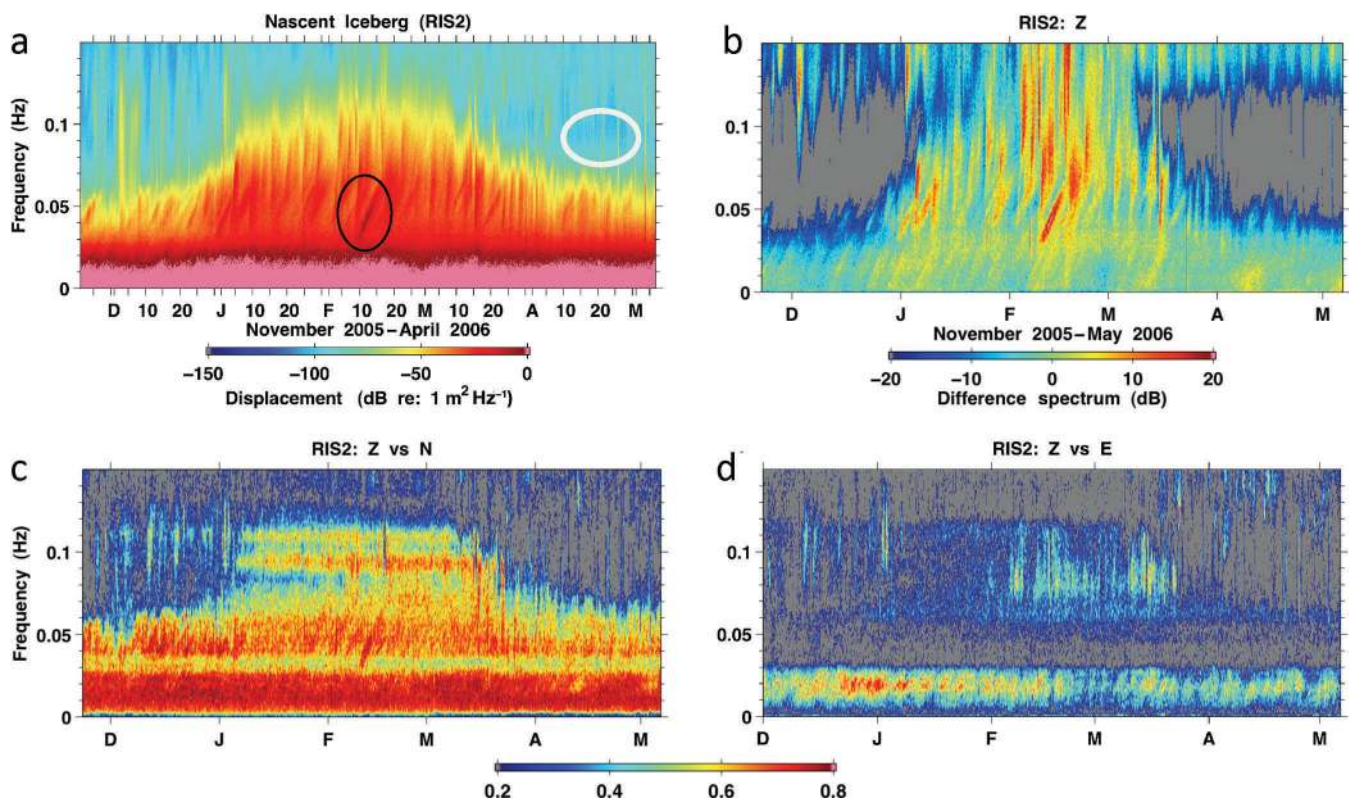 a
Nascent Iceberg (RIS2)
Frequency (Hz)
0.1
0.05
0
D 10 20 J 10 20 F 10 20 M 10 20 A 10 20 M
November 2005–April 2006
−150 −100 −50 0
Displacement (dB re: 1 m² Hz⁻¹)
b
RIS2: Z
0.1
0.05
0
D J F M A M
November 2005–May 2006
−20 −10 0 10 20
Difference spectrum (dB)
c
RIS2: Z vs N
Frequency (Hz)
0.1
0.05
0
D J F M A M
d
RIS2: Z vs E
0.1
0.05
0
D J F M A M
0.2 0.4 0.6 0.8